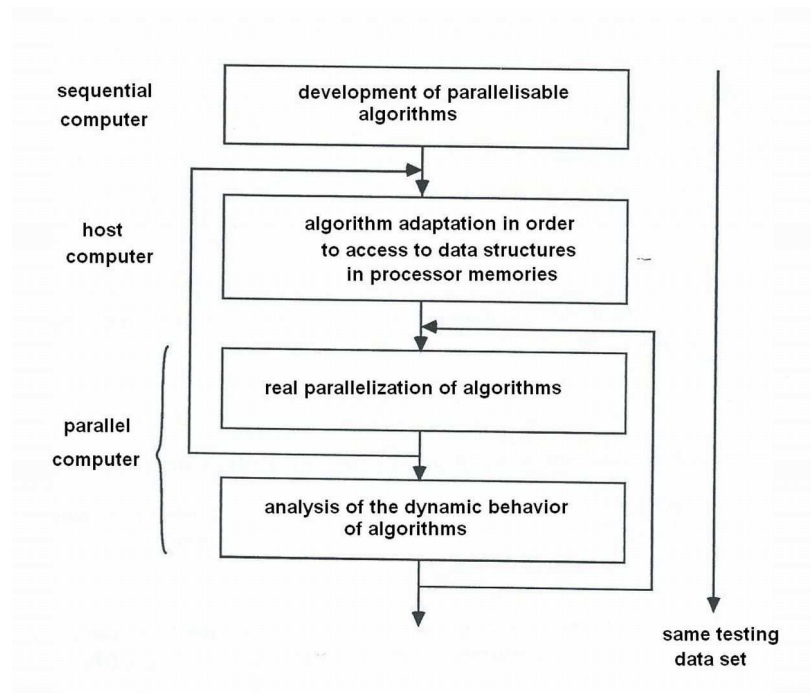 sequential
computer
development of parallelisable
algorithms
host
computer
algorithm adaptation in order
to access to data structures
in processor memories
parallel
computer
real parallelization of algorithms
analysis of the dynamic behavior
of algorithms
same testing
data set